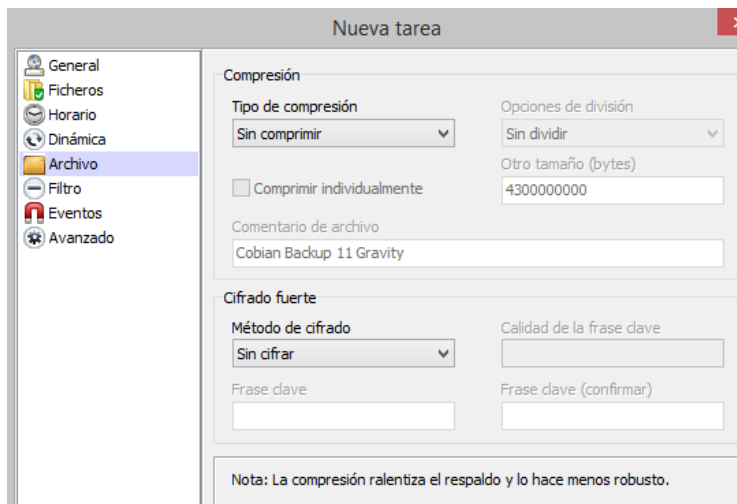 Nueva tarea
General
Ficheros
Horario
Dinámica
Archivo
Filtro
Eventos
Avanzado
Compresión
Tipo de compresión
Opciones de división
Sin comprimir
Sin dividir
Otro tamaño (bytes)
Comprimir individualmente
4300000000
Comentario de archivo
Cobian Backup 11 Gravity
Cifrado fuerte
Método de cifrado
Calidad de la frase clave
Sin cifrar
Frase clave
Frase clave (confirmar)
Nota: La compresión ralentiza el respaldo y lo hace menos robusto.